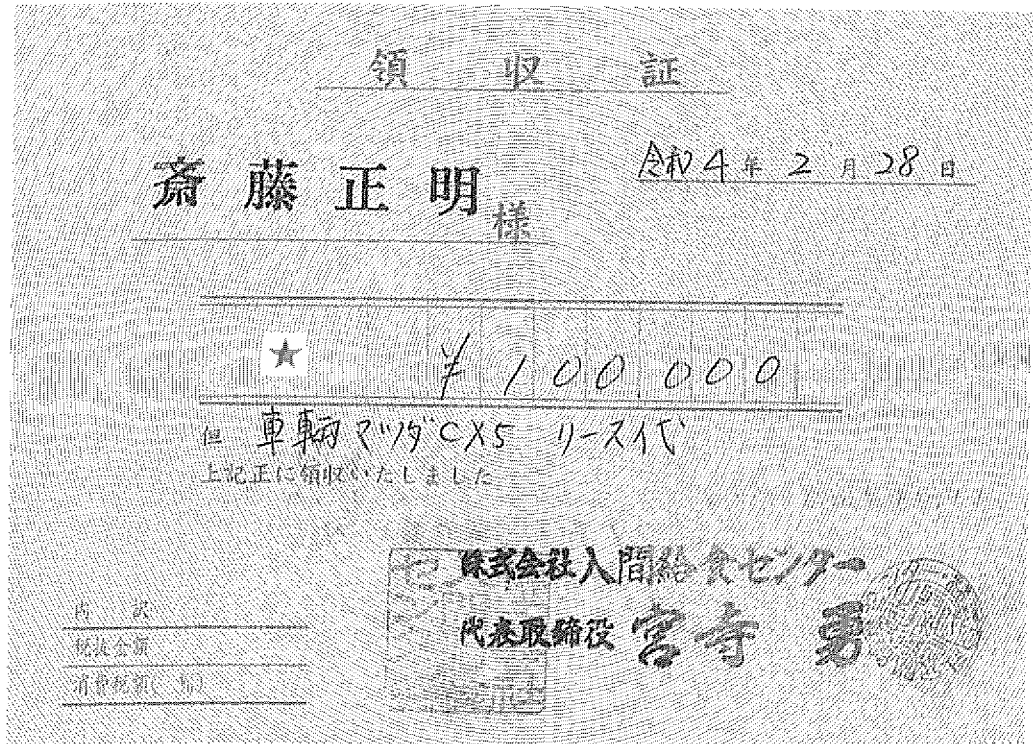 領収証
斎藤正明様
令和4年2月28日
★ ¥100000
但 車輌マツダCX5 リース代
上記正に領収いたしました
株式会社入間給食センター
代表取締役 宮寺勇
内訳
税抜金額
消費税額( %)